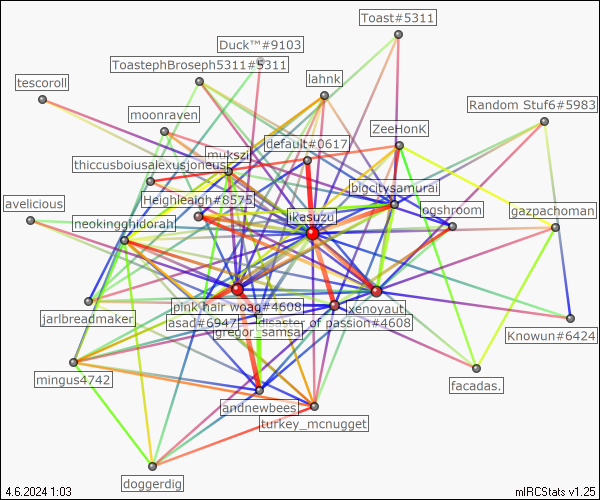 Toast#5311
Duck™#9103
ToastephBroseph5311#5311
lahnk
tescoroll
Random Stuf6#5983
moonraven
ZeeHonK
default#0617
mukszi
thiccusboiusalexusjoneus
bigcitysamurai
Heighleaigh#8575
avelicious
ogshroom
gazpachoman
ikesuzu
neokingghidorah
pink hair woag#4608
xenoyaut
jarlbreadmaker
asad#6947
disaster of passion#4608
gregor_samsa
Knowun#6424
mingus4742
facadas.
andnewbees
turkey_mcnugget
doggerdig
4.6.2024 1:03
mIRCStats v1.25